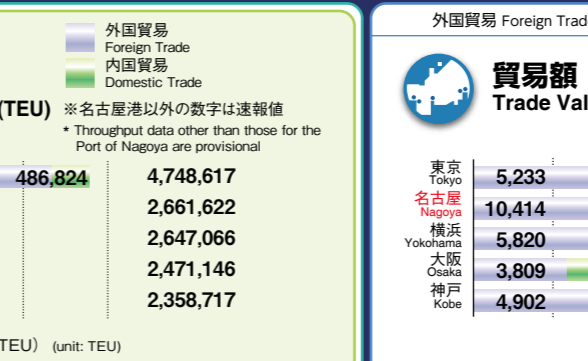 外国貿易
Foreign Trade
内国貿易
Domestic Trade
(TEU) ※名古屋港以外の数字は速報値
* Throughput data other than those for the
Port of Nagoya are provisional
486,824 4,748,617
2,661,622
2,647,066
2,471,146
2,358,717
TEU） (unit: TEU)
外国貿易 Foreign Trad
貿易額
Trade Val
東京
Tokyo 5,233
名古屋
Nagoya 10,414
横浜
Yokohama 5,820
大阪
Osaka 3,809
神戸
Kobe 4,902